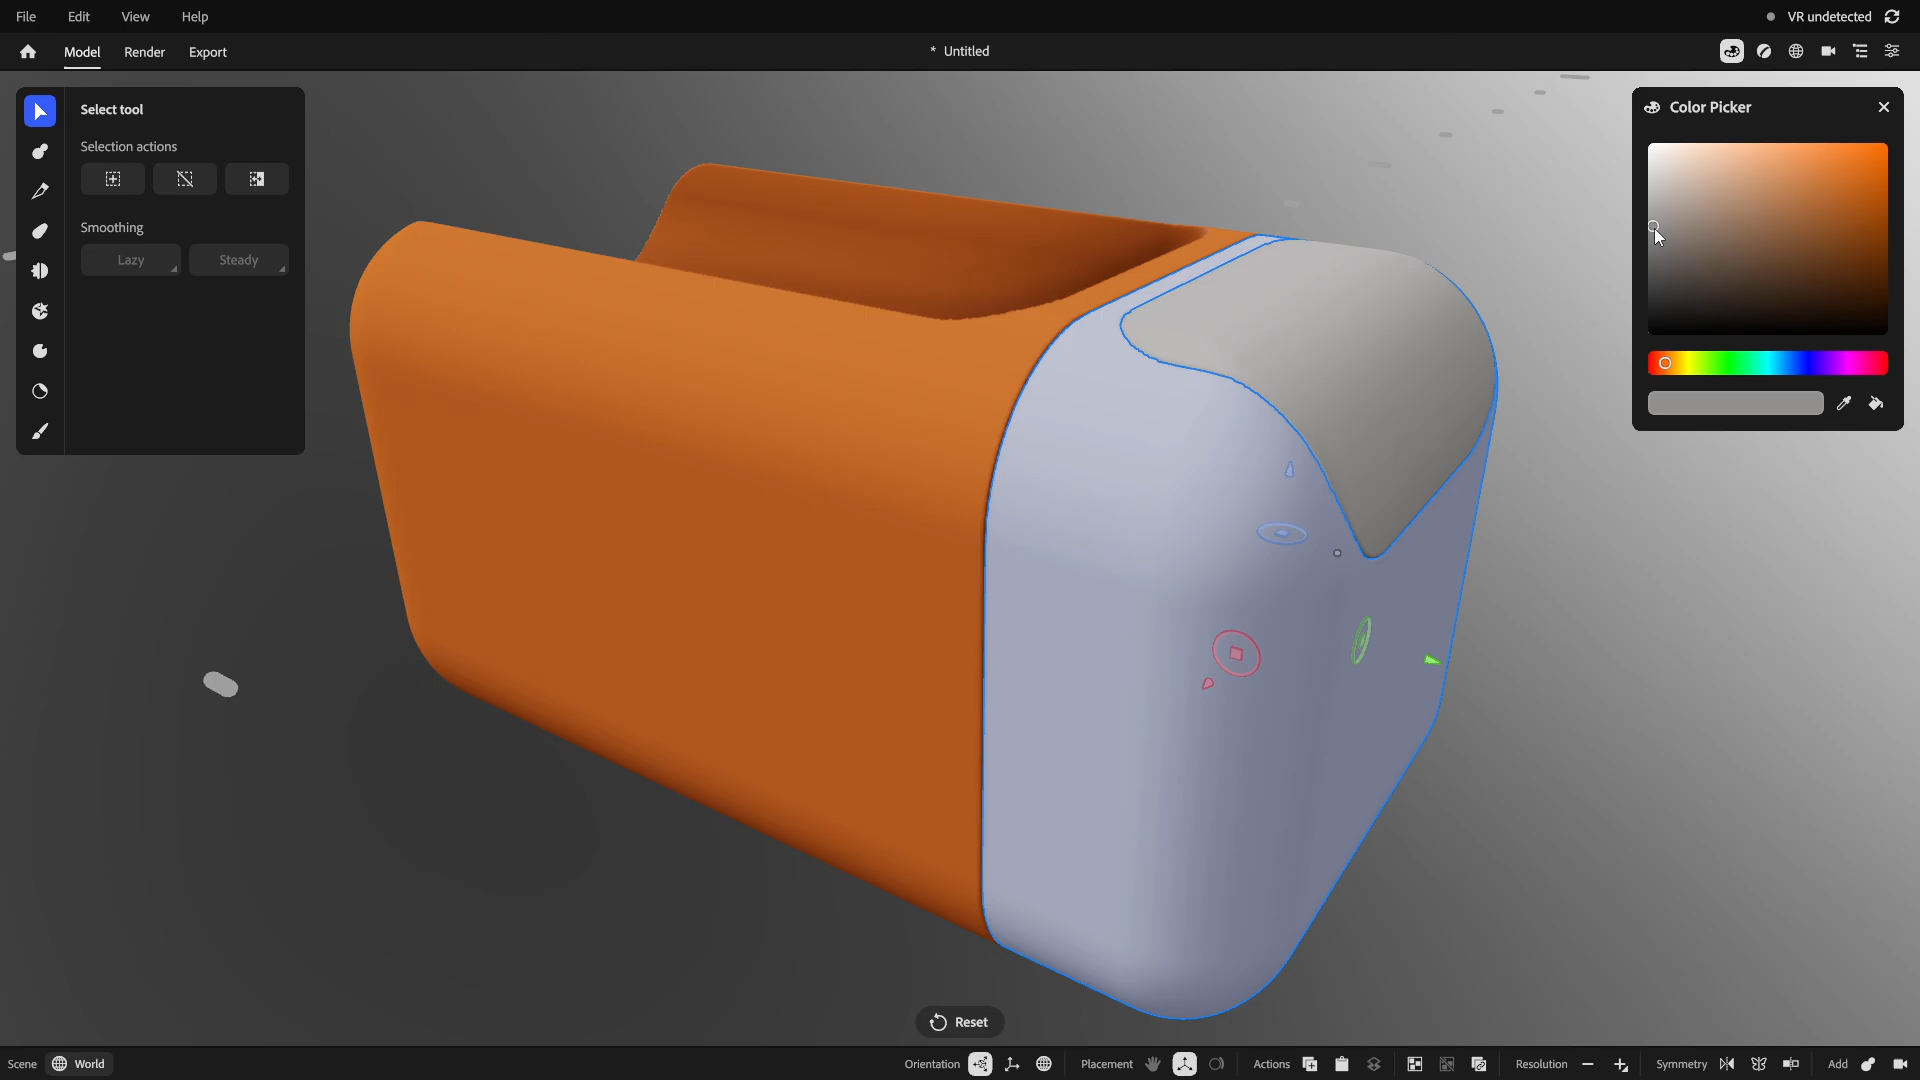 File Edit View Help
VR undetected
Model Render Export
* Untitled
Select tool
Selection actions
Smoothing
Lazy Steady
Color Picker
Reset
Scene World
Orientation Placement Actions Resolution Symmetry Add